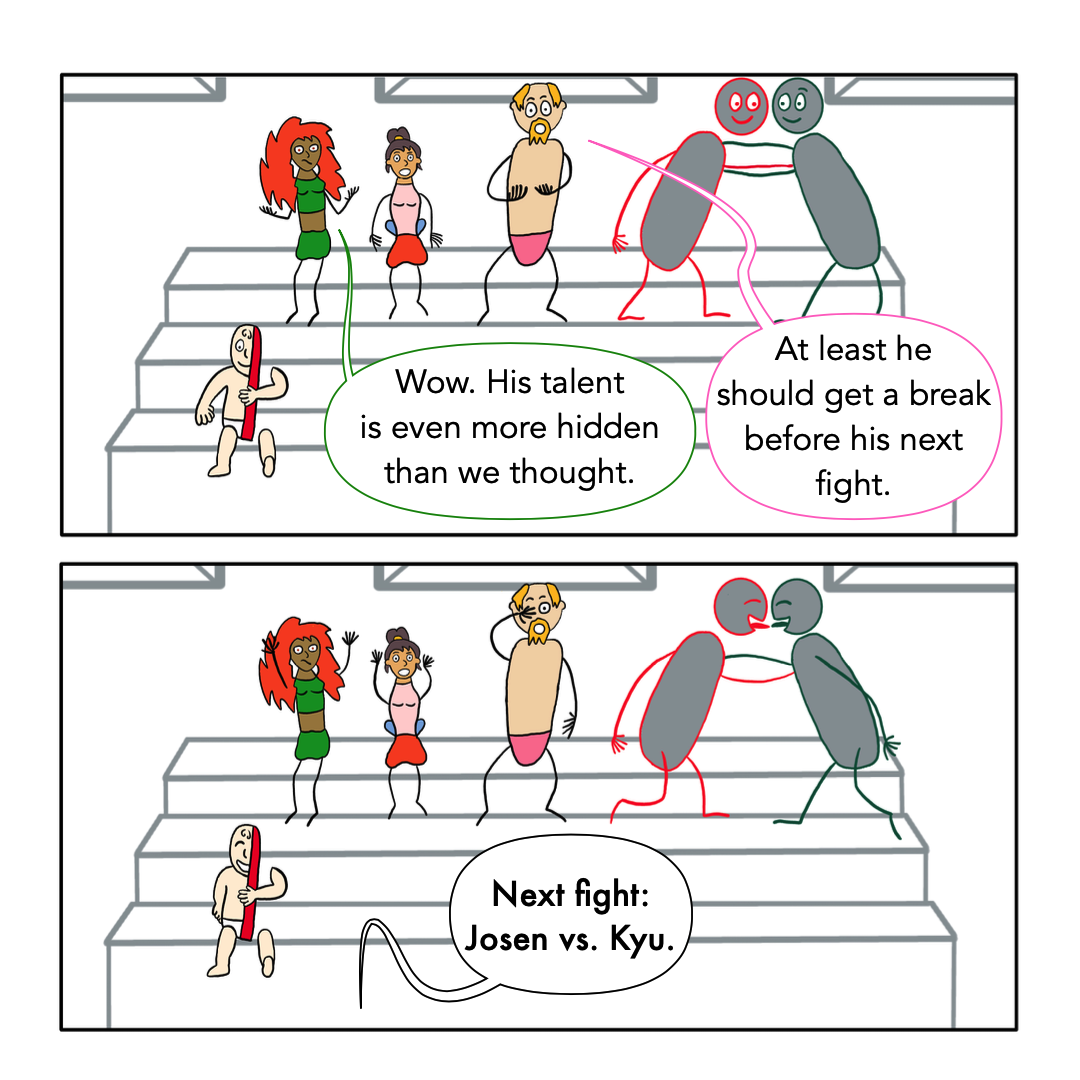 Wow. His talent
is even more hidden
than we thought.
At least he
should get a break
before his next
fight.
Next fight:
Josen vs. Kyu.